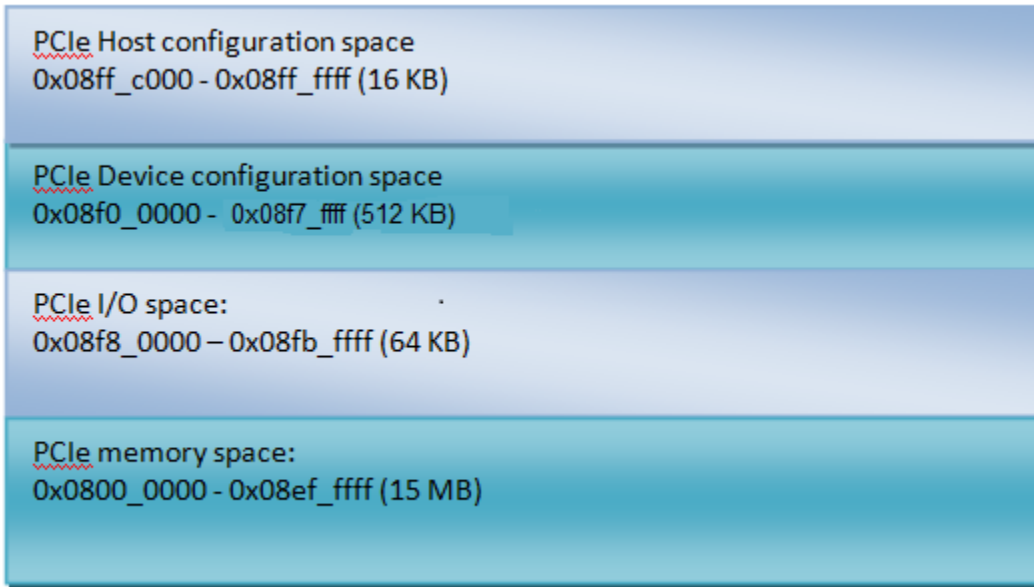 PCIe Host configuration space
0x08ff_c000 - 0x08ff_ffff (16 KB)
PCIe Device configuration space
0x08f0_0000 - 0x08f7_ffff (512 KB)
PCIe I/O space:
0x08f8_0000 – 0x08fb_ffff (64 KB)
PCIe memory space:
0x0800_0000 - 0x08ef_ffff (15 MB)